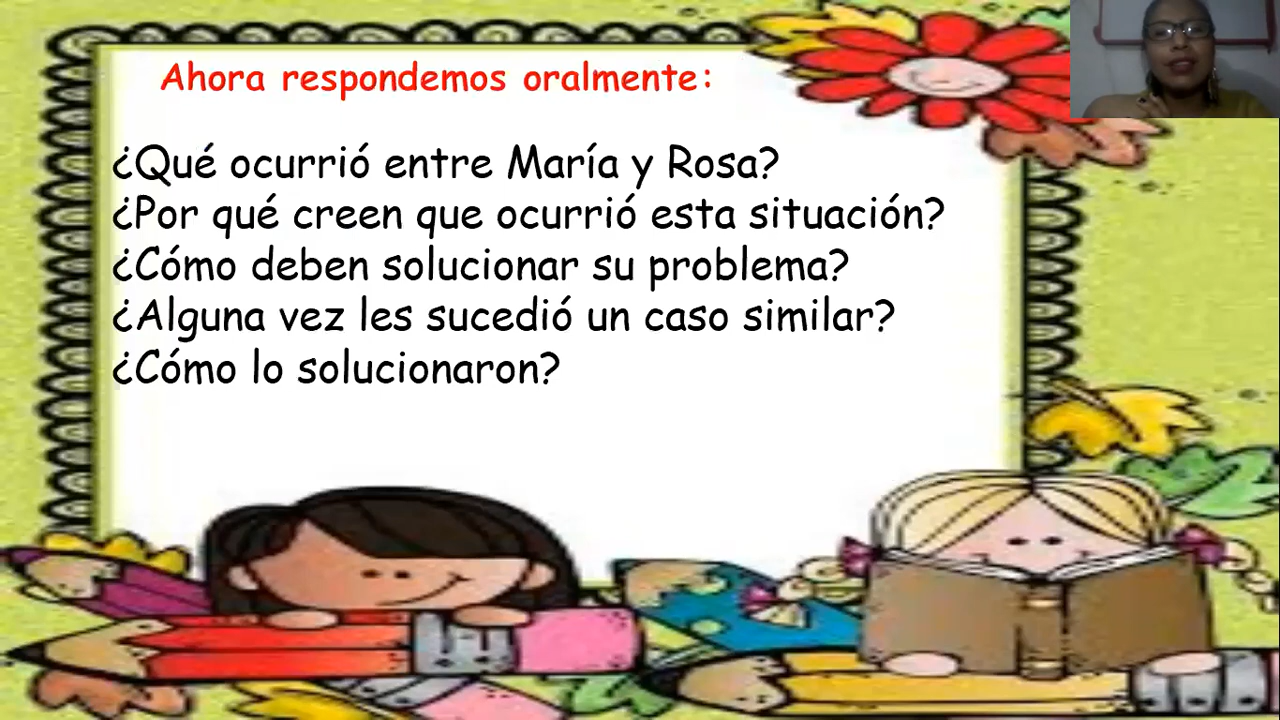 Ahora respondemos oralmente:
¿Qué ocurrió entre María y Rosa?
¿Por qué creen que ocurrió esta situación?
¿Cómo deben solucionar su problema?
¿Alguna vez les sucedió un caso similar?
¿Cómo lo solucionaron?